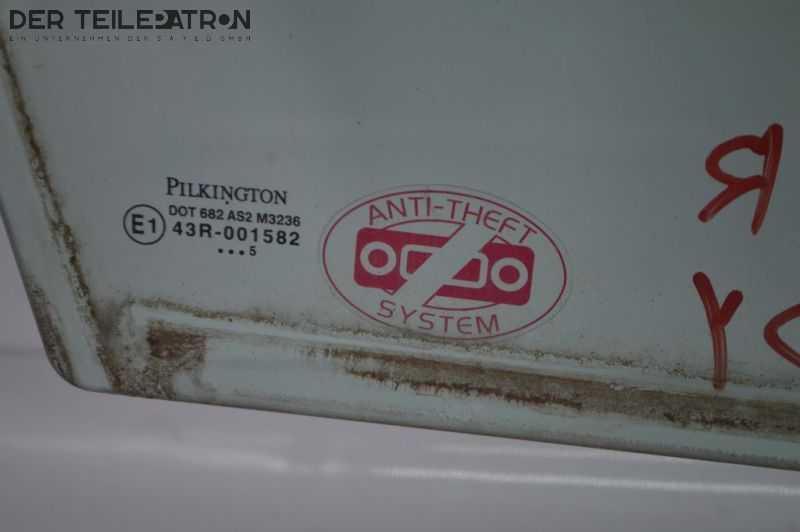 DER TEILEPATRON
EIN UNTERNEHMEN DER S A Y E D GMBH
PILKINGTON
DOT 682 AS2 M3236
E1 43R-001582
•••5
ANTI-THEFT
SYSTEM